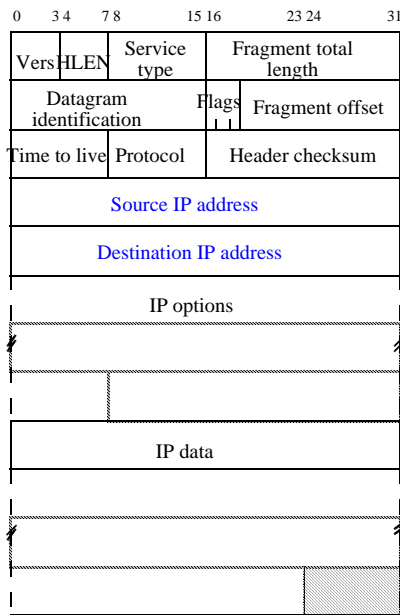 0 3 4 7 8 15 16 23 24 31
Vers HLEN Service type Fragment total length
Datagram identification Flags Fragment offset
Time to live Protocol Header checksum
Source IP address
Destination IP address
IP options
IP data